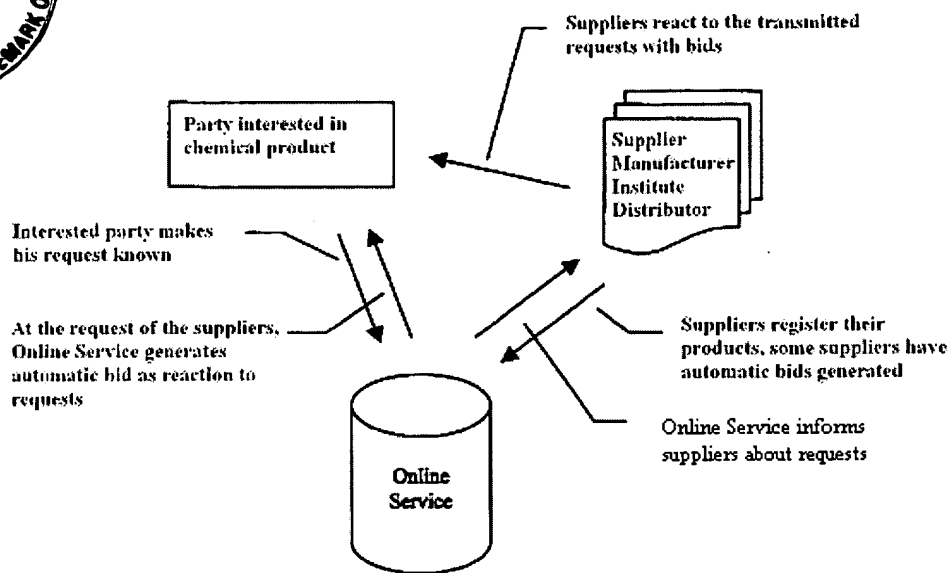 Suppliers react to the transmitted
requests with bids
Party interested in
chemical product
Supplier
Manufacturer
Institute
Distributor
Interested party makes
his request known
At the request of the suppliers,
Online Service generates
automatic bid as reaction to
requests
Suppliers register their
products, some suppliers have
automatic bids generated
Online Service informs
suppliers about requests
Online
Service